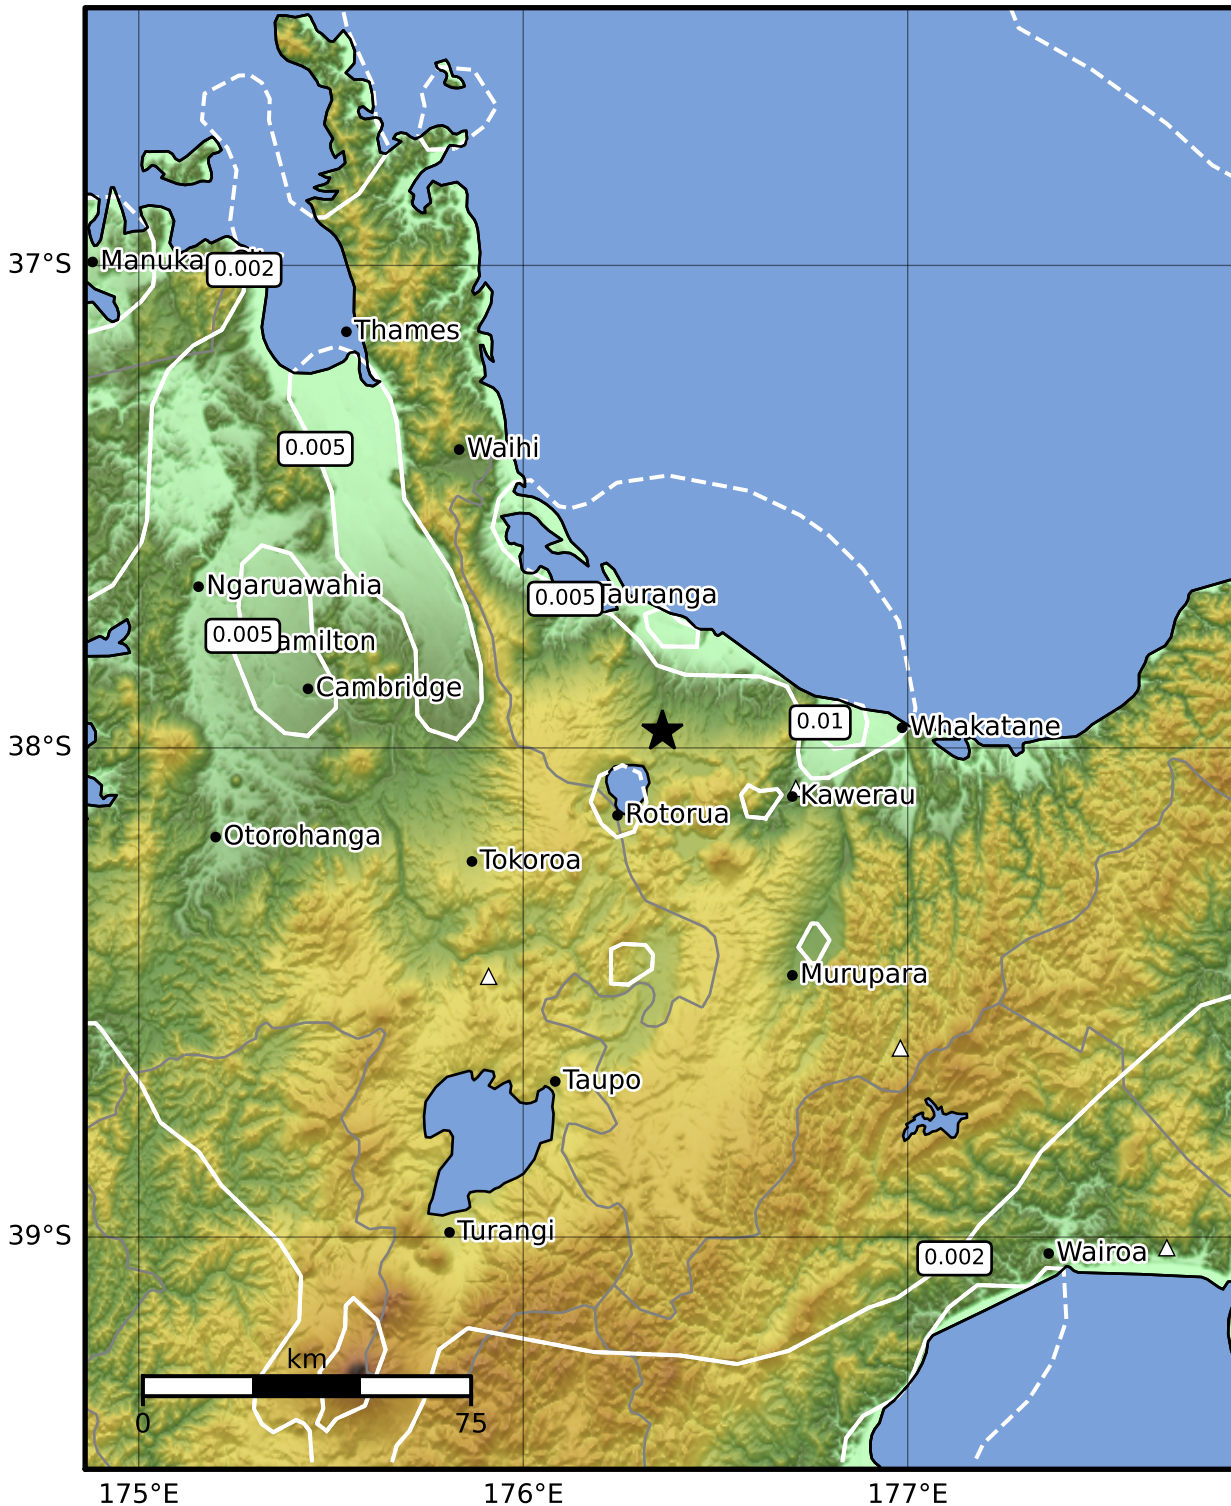 37°S
Manuka
0.002
Thames
0.005
Waihi
Ngaruawahia
0.005
Tauranga
0.005
amilton
Cambridge
0.01
Whakatane
38°S
Kawerau
Rotorua
Otorohanga
Tokoroa
Murupara
Taupo
39°S
Turangi
0.002
Wairoa
km
0
75
175°E
176°E
177°E